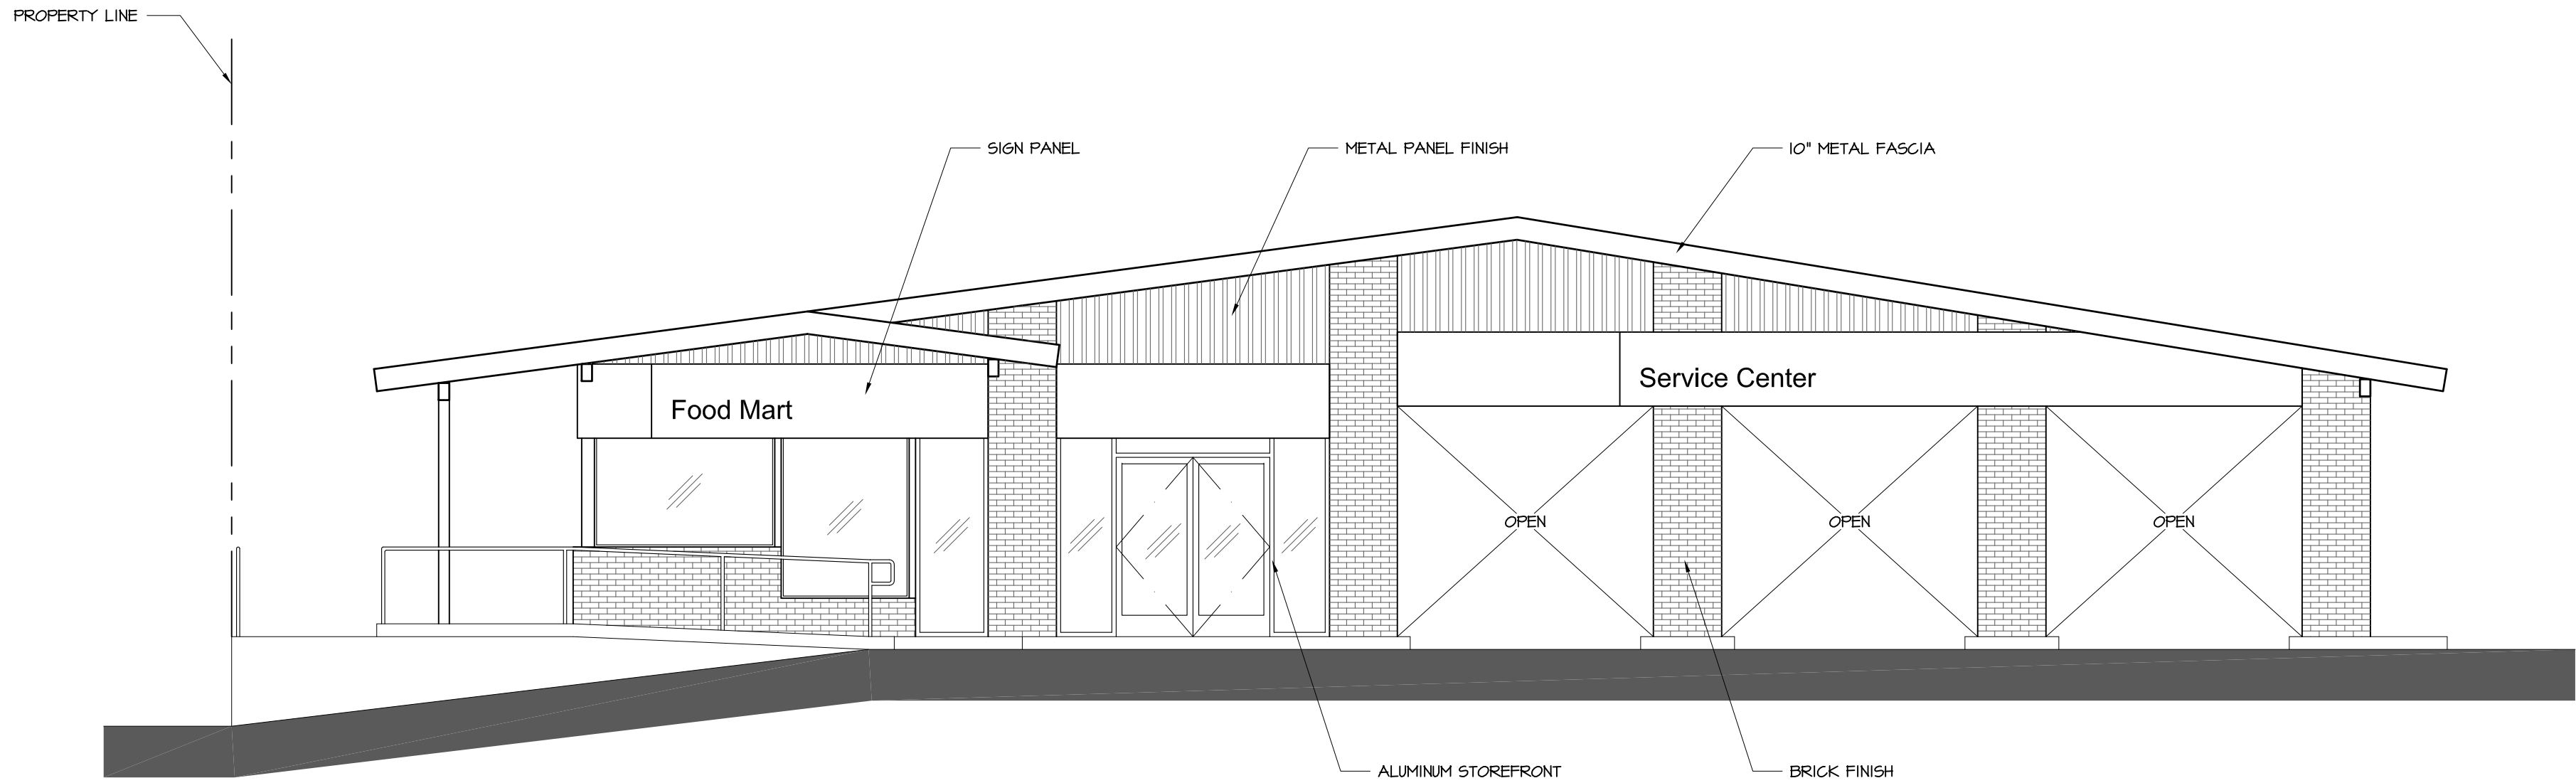 PROPERTY LINE
SIGN PANEL
METAL PANEL FINISH
10" METAL FASCIA
Service Center
Food Mart
OPEN
OPEN
OPEN
ALUMINUM STOREFRONT
BRICK FINISH